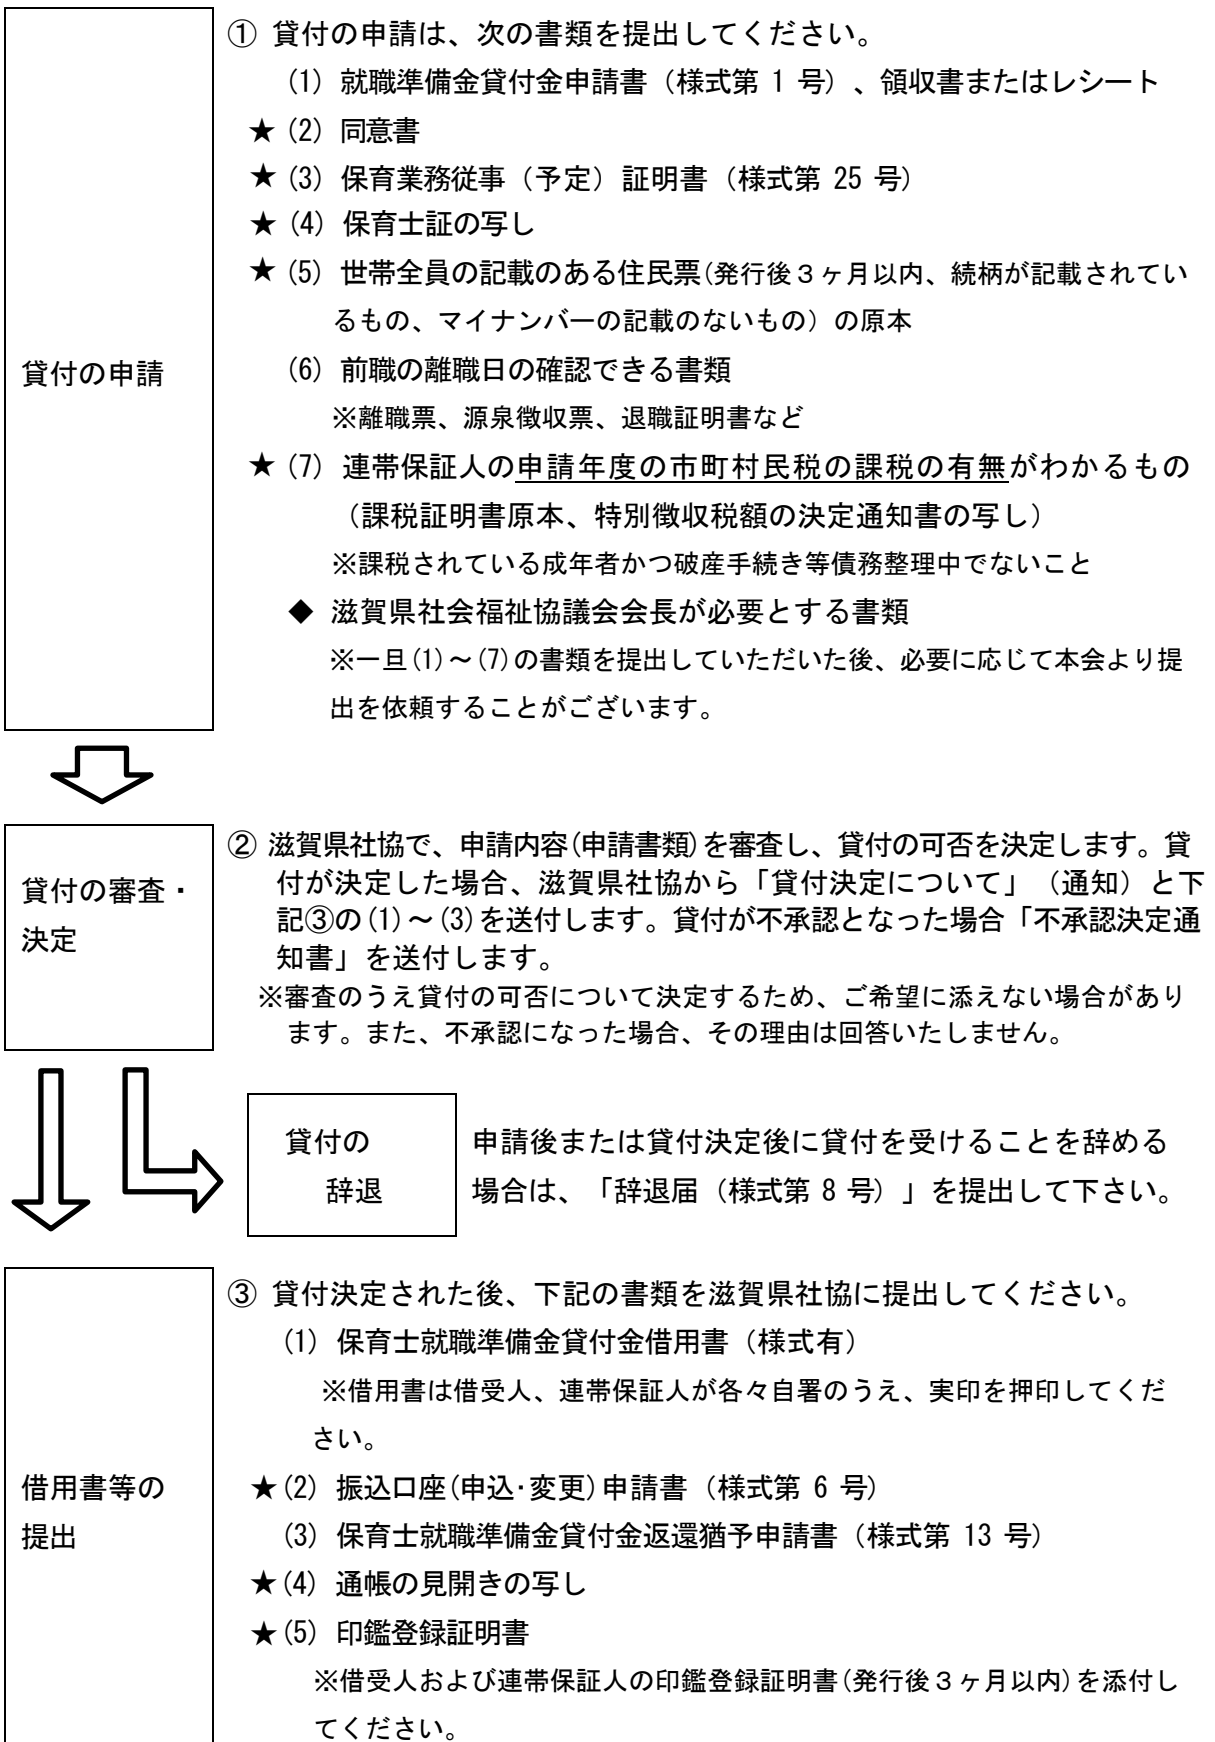 貸付の申請
① 貸付の申請は、次の書類を提出してください。
(1) 就職準備金貸付金申請書（様式第 1 号）、領収書またはレシート
★ (2) 同意書
★ (3) 保育業務従事（予定）証明書（様式第 25 号）
★ (4) 保育士証の写し
★ (5) 世帯全員の記載のある住民票(発行後３ヶ月以内、続柄が記載されてい
るもの、マイナンバーの記載のないもの）の原本
(6) 前職の離職日の確認できる書類
※離職票、源泉徴収票、退職証明書など
★ (7) 連帯保証人の申請年度の市町村民税の課税の有無がわかるもの
（課税証明書原本、特別徴収税額の決定通知書の写し）
※課税されている成年者かつ破産手続き等債務整理中でないこと
◆ 滋賀県社会福祉協議会会長が必要とする書類
※一旦(1)～(7)の書類を提出していただいた後、必要に応じて本会より提
出を依頼することがございます。
貸付の審査・
決定
② 滋賀県社協で、申請内容(申請書類)を審査し、貸付の可否を決定します。貸
付が決定した場合、滋賀県社協から「貸付決定について」（通知）と下
記③の(1)～(3)を送付します。貸付が不承認となった場合「不承認決定通
知書」を送付します。
※審査のうえ貸付の可否について決定するため、ご希望に添えない場合があり
ます。また、不承認になった場合、その理由は回答いたしません。
貸付の
辞退
申請後または貸付決定後に貸付を受けることを辞める
場合は、「辞退届（様式第 8 号）」を提出して下さい。
借用書等の
提出
③ 貸付決定された後、下記の書類を滋賀県社協に提出してください。
(1) 保育士就職準備金貸付金借用書（様式有）
※借用書は借受人、連帯保証人が各々自署のうえ、実印を押印してくだ
さい。
★(2) 振込口座(申込・変更)申請書（様式第 6 号）
(3) 保育士就職準備金貸付金返還猶予申請書（様式第 13 号）
★(4) 通帳の見開きの写し
★(5) 印鑑登録証明書
※借受人および連帯保証人の印鑑登録証明書(発行後３ヶ月以内)を添付し
てください。